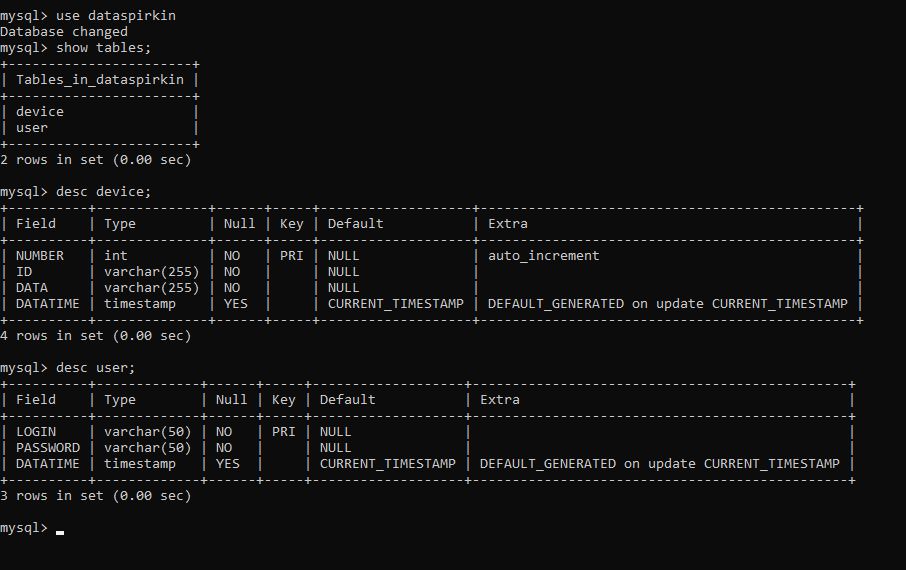 mysql> use dataspirkin
Database changed
mysql> show tables;
+-----------------------+
| Tables_in_dataspirkin |
+-----------------------+
| device                |
| user                  |
+-----------------------+
2 rows in set (0.00 sec)

mysql> desc device;
+----------+--------------+------+-----+-------------------+-----------------------------------------------+
| Field    | Type         | Null | Key | Default           | Extra                                         |
+----------+--------------+------+-----+-------------------+-----------------------------------------------+
| NUMBER   | int          | NO   | PRI | NULL              | auto_increment                                |
| ID       | varchar(255) | NO   |     | NULL              |                                               |
| DATA     | varchar(255) | NO   |     | NULL              |                                               |
| DATATIME | timestamp    | YES  |     | CURRENT_TIMESTAMP | DEFAULT_GENERATED on update CURRENT_TIMESTAMP |
+----------+--------------+------+-----+-------------------+-----------------------------------------------+
4 rows in set (0.00 sec)

mysql> desc user;
+----------+-------------+------+-----+-------------------+-----------------------------------------------+
| Field    | Type        | Null | Key | Default           | Extra                                         |
+----------+-------------+------+-----+-------------------+-----------------------------------------------+
| LOGIN    | varchar(50) | NO   | PRI | NULL              |                                               |
| PASSWORD | varchar(50) | NO   |     | NULL              |                                               |
| DATATIME | timestamp   | YES  |     | CURRENT_TIMESTAMP | DEFAULT_GENERATED on update CURRENT_TIMESTAMP |
+----------+-------------+------+-----+-------------------+-----------------------------------------------+
3 rows in set (0.00 sec)

mysql>